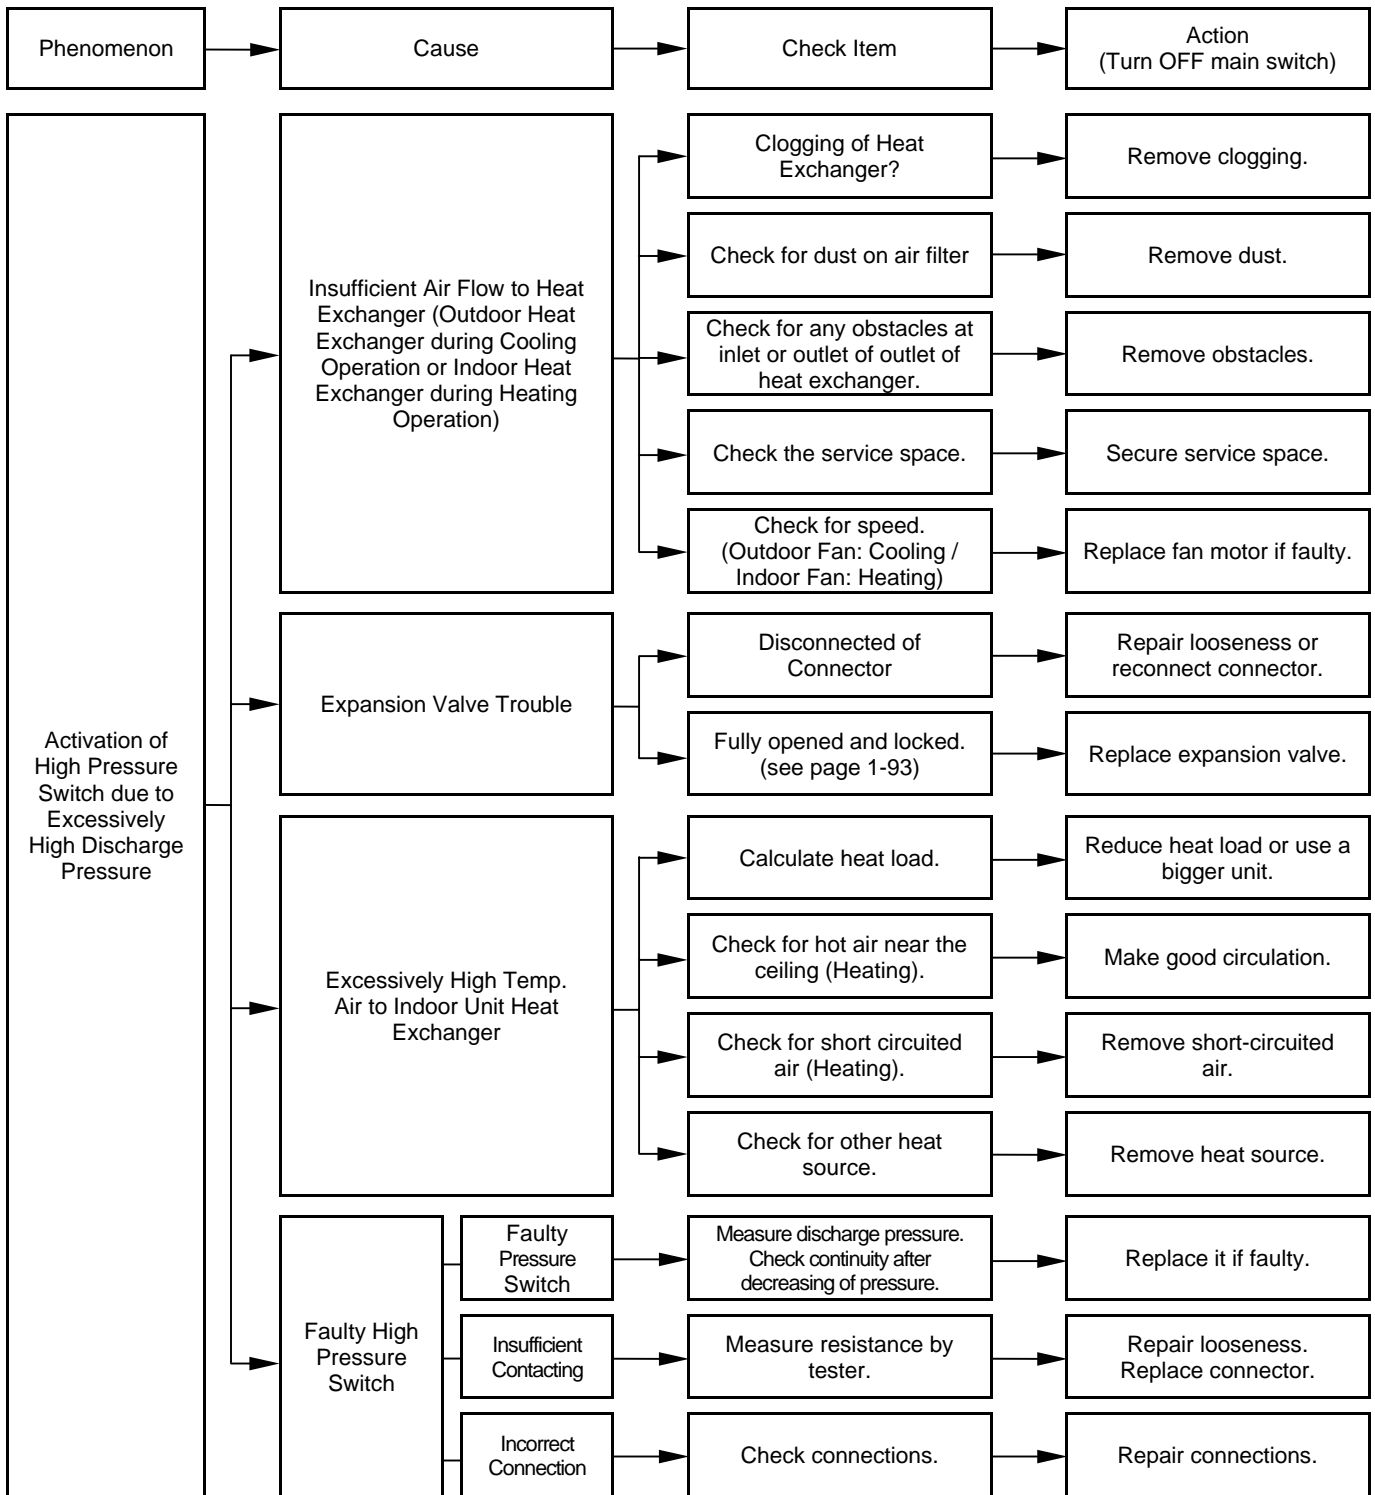 Phenomenon
Cause
Check Item
Action
(Turn OFF main switch)
Activation of
High Pressure
Switch due to
Excessively
High Discharge
Pressure
Insufficient Air Flow to Heat
Exchanger (Outdoor Heat
Exchanger during Cooling
Operation or Indoor Heat
Exchanger during Heating
Operation)
Clogging of Heat
Exchanger?
Remove clogging.
Check for dust on air filter
Remove dust.
Check for any obstacles at
inlet or outlet of outlet of
heat exchanger.
Remove obstacles.
Check the service space.
Secure service space.
Check for speed.
(Outdoor Fan: Cooling /
Indoor Fan: Heating)
Replace fan motor if faulty.
Expansion Valve Trouble
Disconnected of
Connector
Repair looseness or
reconnect connector.
Fully opened and locked.
(see page 1-93)
Replace expansion valve.
Excessively High Temp.
Air to Indoor Unit Heat
Exchanger
Calculate heat load.
Reduce heat load or use a
bigger unit.
Check for hot air near the
ceiling (Heating).
Make good circulation.
Check for short circuited
air (Heating).
Remove short-circuited
air.
Check for other heat
source.
Remove heat source.
Faulty High
Pressure
Switch
Faulty
Pressure
Switch
Measure discharge pressure.
Check continuity after
decreasing of pressure.
Replace it if faulty.
Insufficient
Contacting
Measure resistance by
tester.
Repair looseness.
Replace connector.
Incorrect
Connection
Check connections.
Repair connections.